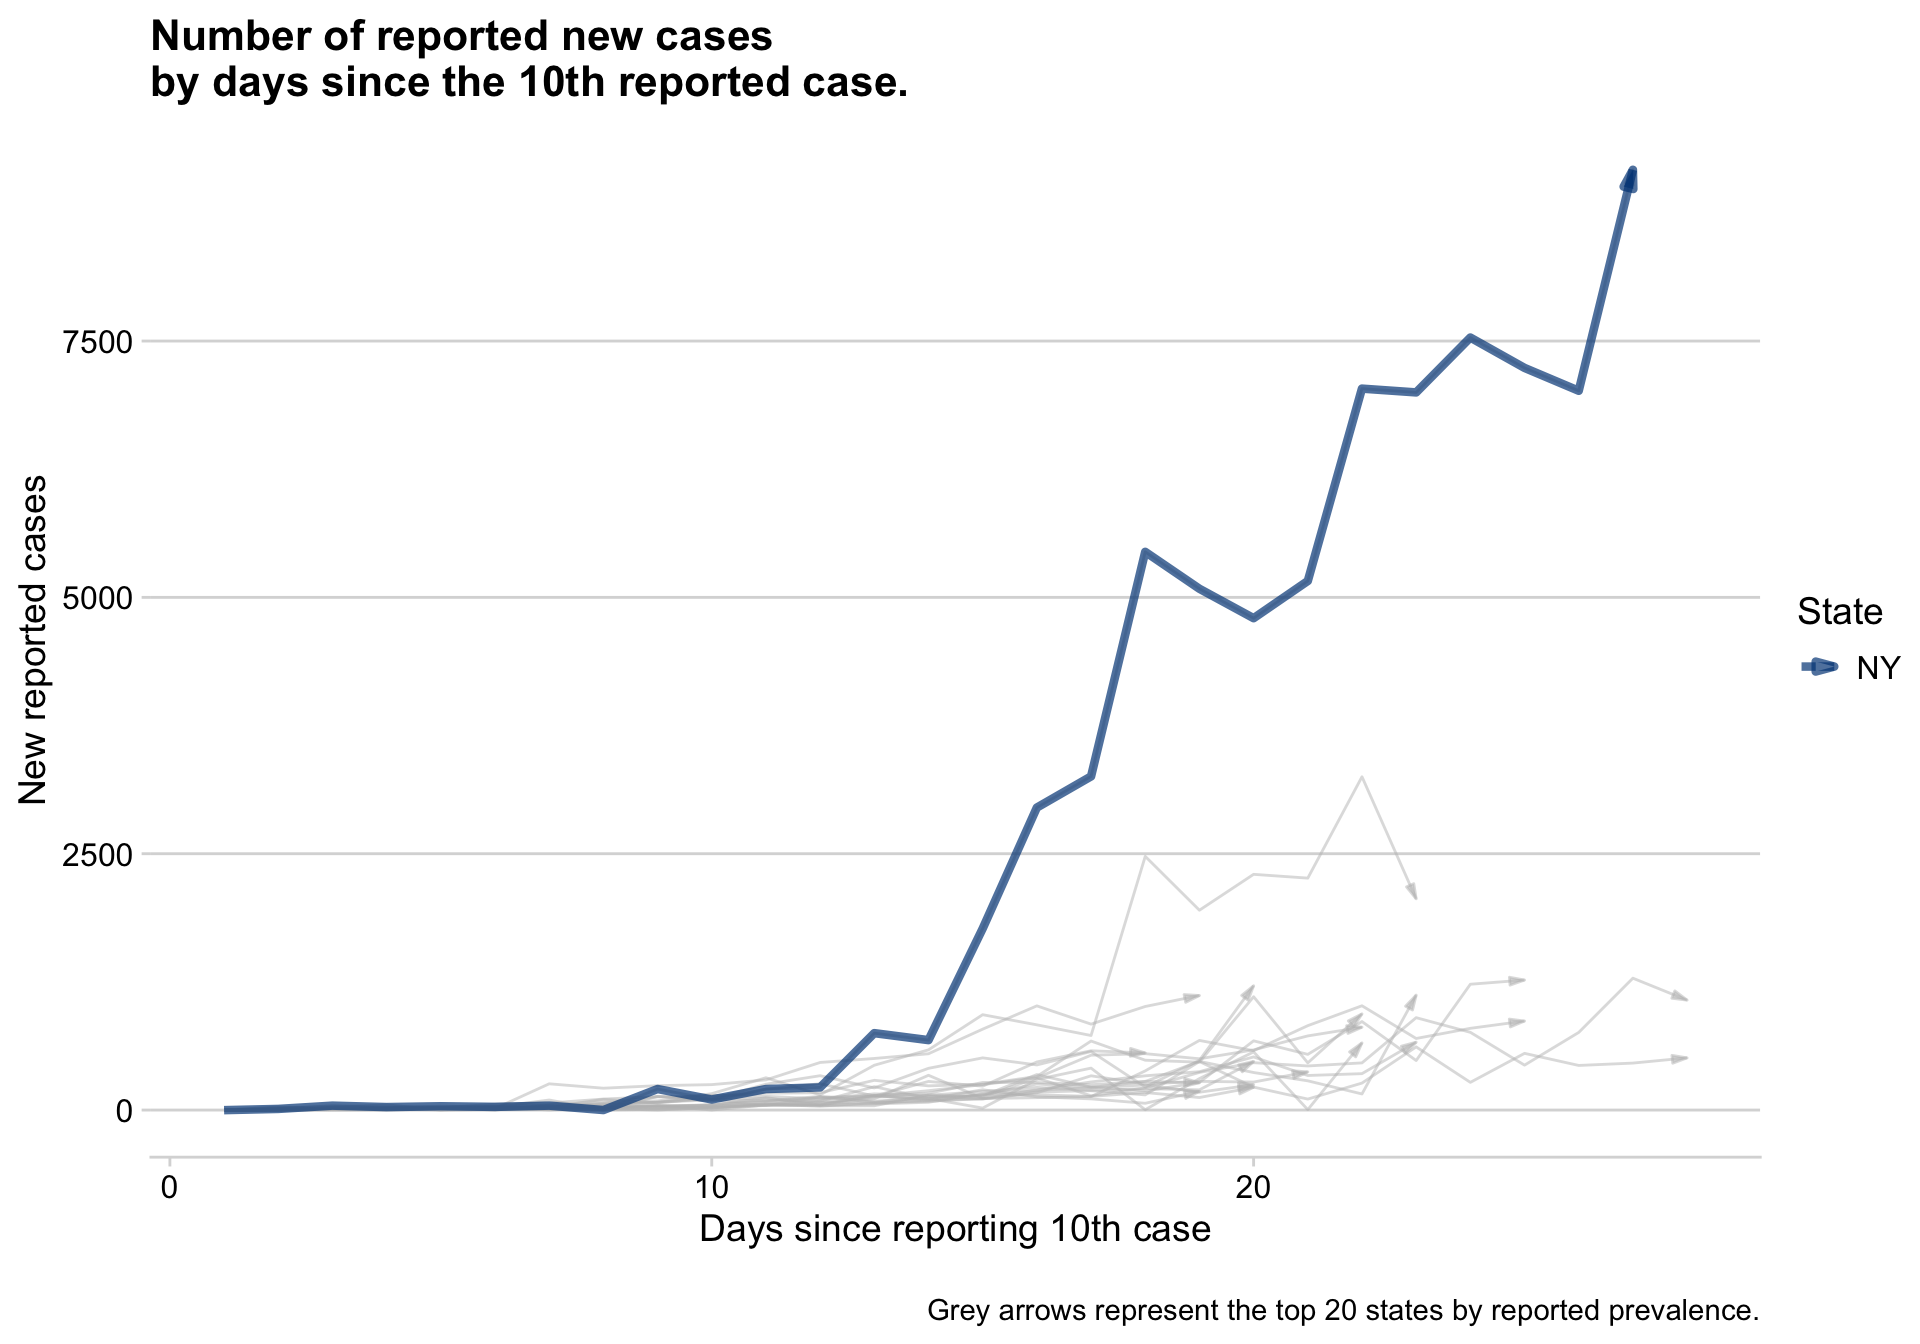 Number of reported new cases
by days since the 10th reported case.
New reported cases
7500
5000
2500
0
0
10
20
Days since reporting 10th case
State
NY
Grey arrows represent the top 20 states by reported prevalence.